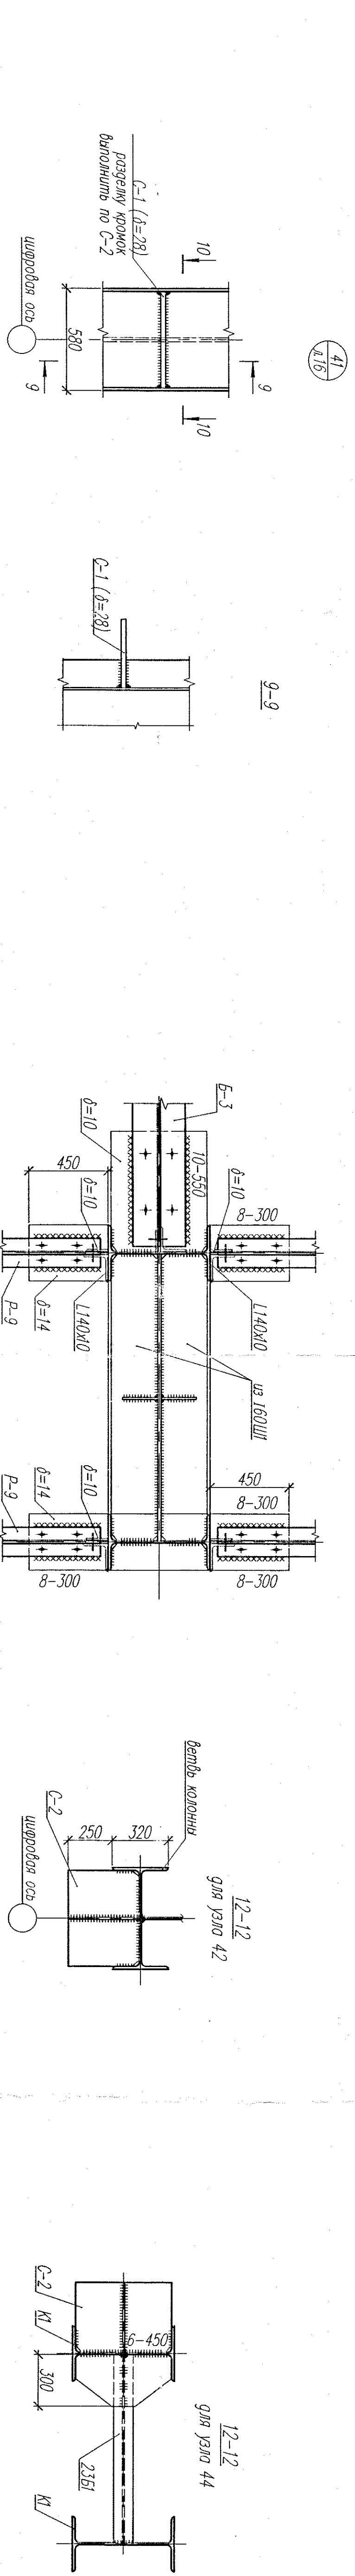 41
л.16
С-1 (δ=28)
разделку кромок
выполнить по С-2
10
10
580
цифровая ось
9
9
9-9
С-1 (δ=28)
Б-3
δ=10
10-550
δ=10
8-300
450
δ=10
Р-9
δ=14
L140х10
L140х10
из I60Ш1
450
8-300
8-300
Р-9
δ=14
δ=10
8-300
12-12
для узла 42
ветвь колонны
250
320
С-2
цифровая ось
12-12
для узла 44
С-2
К1
6-450
300
23Б1
К1